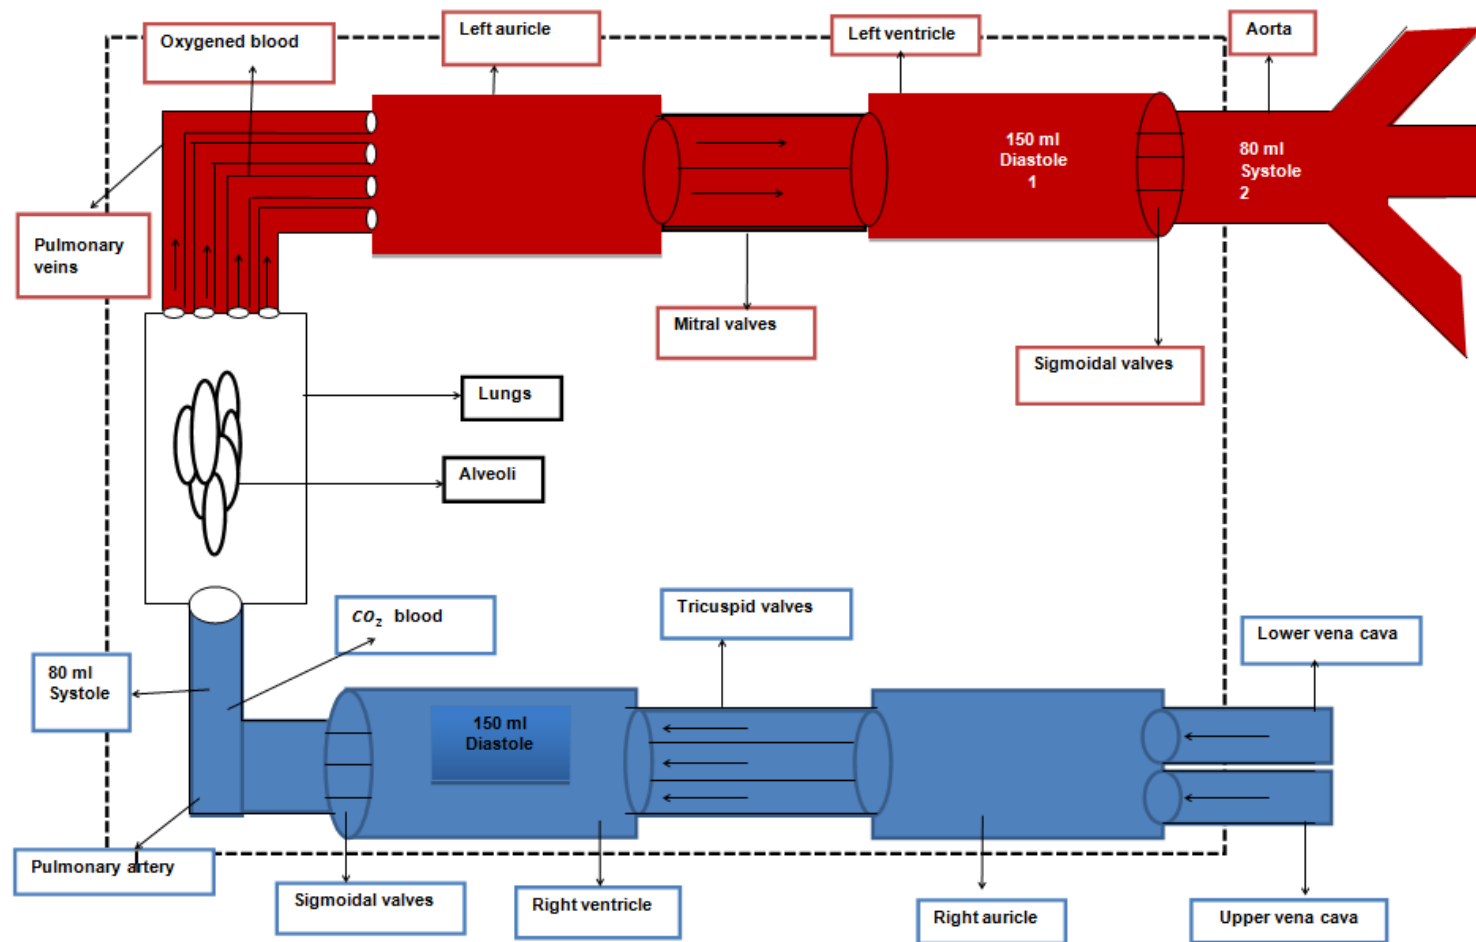 Oxygened blood
Left auricle
Left ventricle
Aorta
150 ml
Diastole
1
80 ml
Systole
2
Pulmonary
veins
Mitral valves
Sigmoidal valves
Lungs
Alveoli
CO₂ blood
Tricuspid valves
Lower vena cava
80 ml
Systole
150 ml
Diastole
Pulmonary artery
Sigmoidal valves
Right ventricle
Right auricle
Upper vena cava